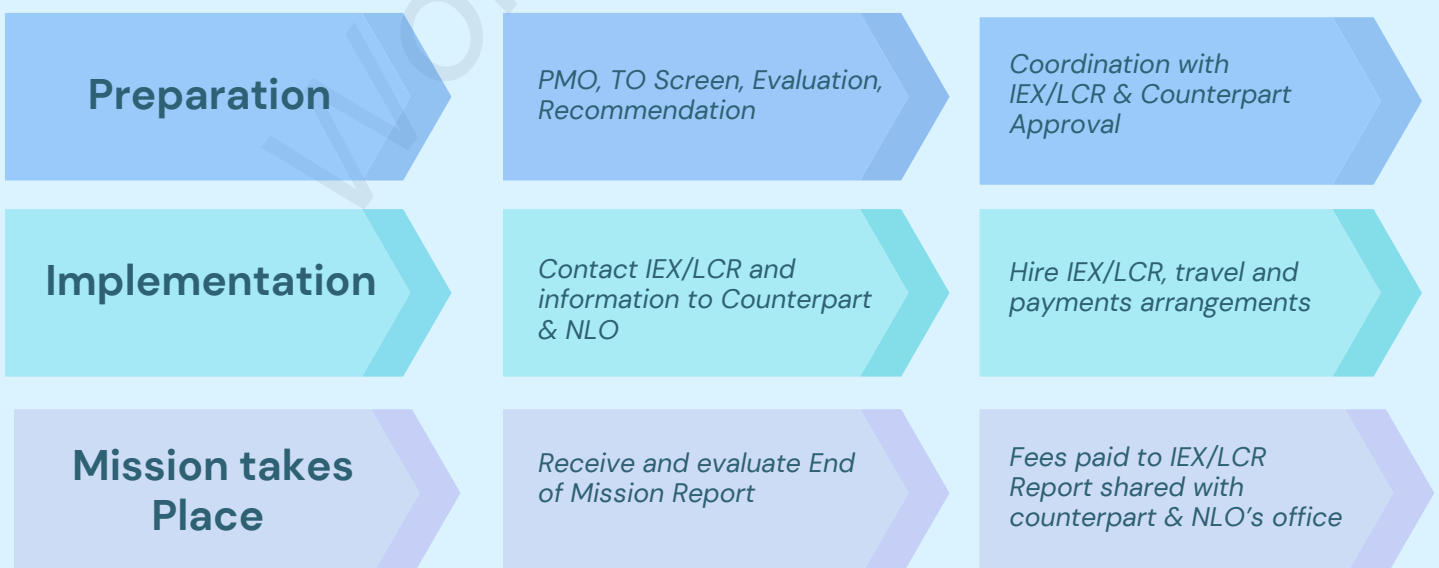 Preparation
PMO, TO Screen, Evaluation,
Recommendation
Coordination with
IEX/LCR & Counterpart
Approval
Implementation
Contact IEX/LCR and
information to Counterpart
& NLO
Hire IEX/LCR, travel and
payments arrangements
Mission takes
Place
Receive and evaluate End
of Mission Report
Fees paid to IEX/LCR
Report shared with
counterpart & NLO’s office